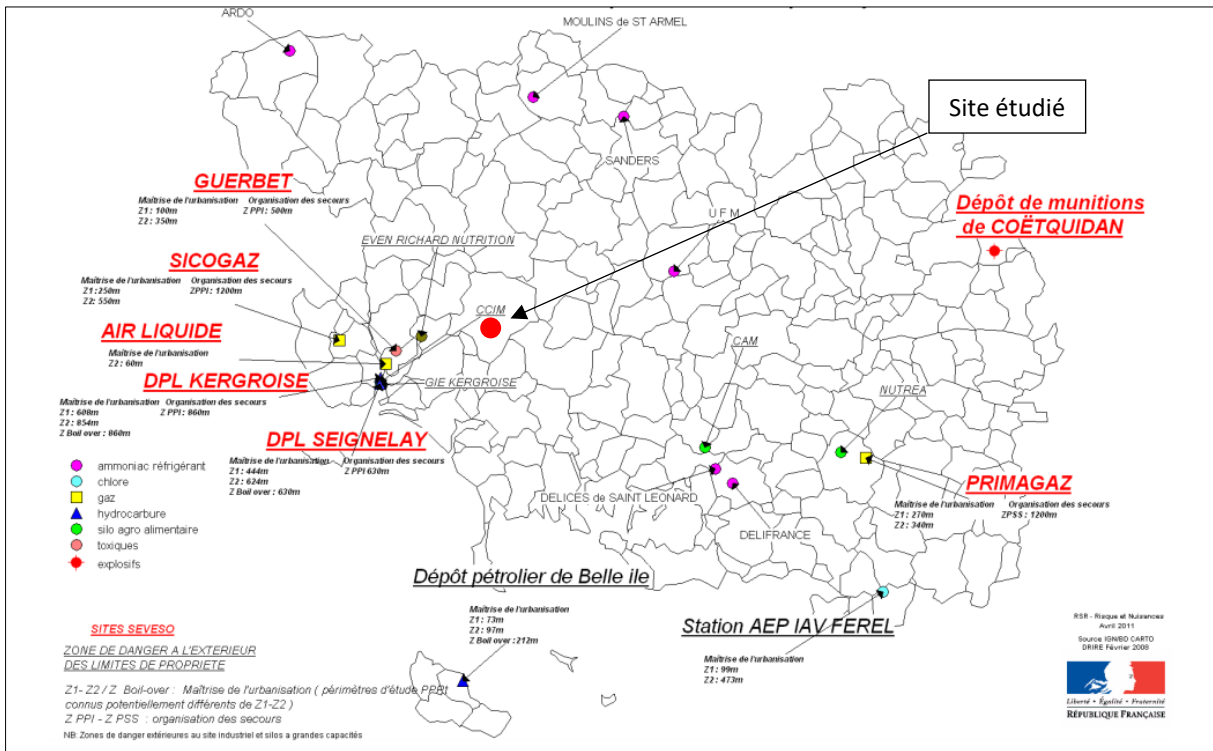 ARDO
MOULINS de ST ARMEL
Site étudié
SANDERS
GUERBET
Maîtrise de l'urbanisation Organisation des secours
Z1 : 100m Z PPI : 500m
Z2 : 350m
UFM
Dépôt de munitions
de COËTQUIDAN
EVEN RICHARD NUTRITION
SICOGAZ
Maîtrise de l'urbanisation Organisation des secours
Z1 :250m ZPPI : 1200m
Z2: 550m
CCIM
AIR LIQUIDE
Maîtrise de l'urbanisation
Z2 : 60m
CAM
DPL KERGROISE
GIE KERGROISE
NUTREA
Maîtrise de l'urbanisation Organisation des secours
Z1 : 608m Z PPI : 860m
Z2 : 854m
Z Boil over : 860m
DPL SEIGNELAY
Maîtrise de l'urbanisation Organisation des secours
Z1 : 444m Z PPI 630m
Z2 : 624m
Z Boil over : 630m
ammoniac réfrigérant
chlore
gaz
hydrocarbure
silo agro alimentaire
toxiques
explosifs
DELICES de SAINT LEONARD
PRIMAGAZ
Maîtrise de l'urbanisation Organisation des secours
Z1 : 270m ZPSS : 1200m
Z2 : 340m
DELIFRANCE
Dépôt pétrolier de Belle ile
Maîtrise de l'urbanisation
Z1 : 73m
Z2 : 97m
Z Boil over :212m
Station AEP IAV FEREL
Maîtrise de l'urbanisation
Z1 : 99m
Z2 : 473m
SITES SEVESO
ZONE DE DANGER A L'EXTERIEUR
DES LIMITES DE PROPRIETE
Z1- Z2 / Z Boil-over : Maîtrise de l'urbanisation ( périmètres d'étude PPRt
connus potentiellement différents de Z1-Z2 )
Z PPI - Z PSS : organisation des secours
NB: Zones de danger extérieures au site industriel et silos a grandes capacités
RSR - Risque et Nuisances
Avril 2011
Source IGN/BD CARTO
DRIRE Février 2008
Liberté • Égalité • Fraternité
RÉPUBLIQUE FRANÇAISE